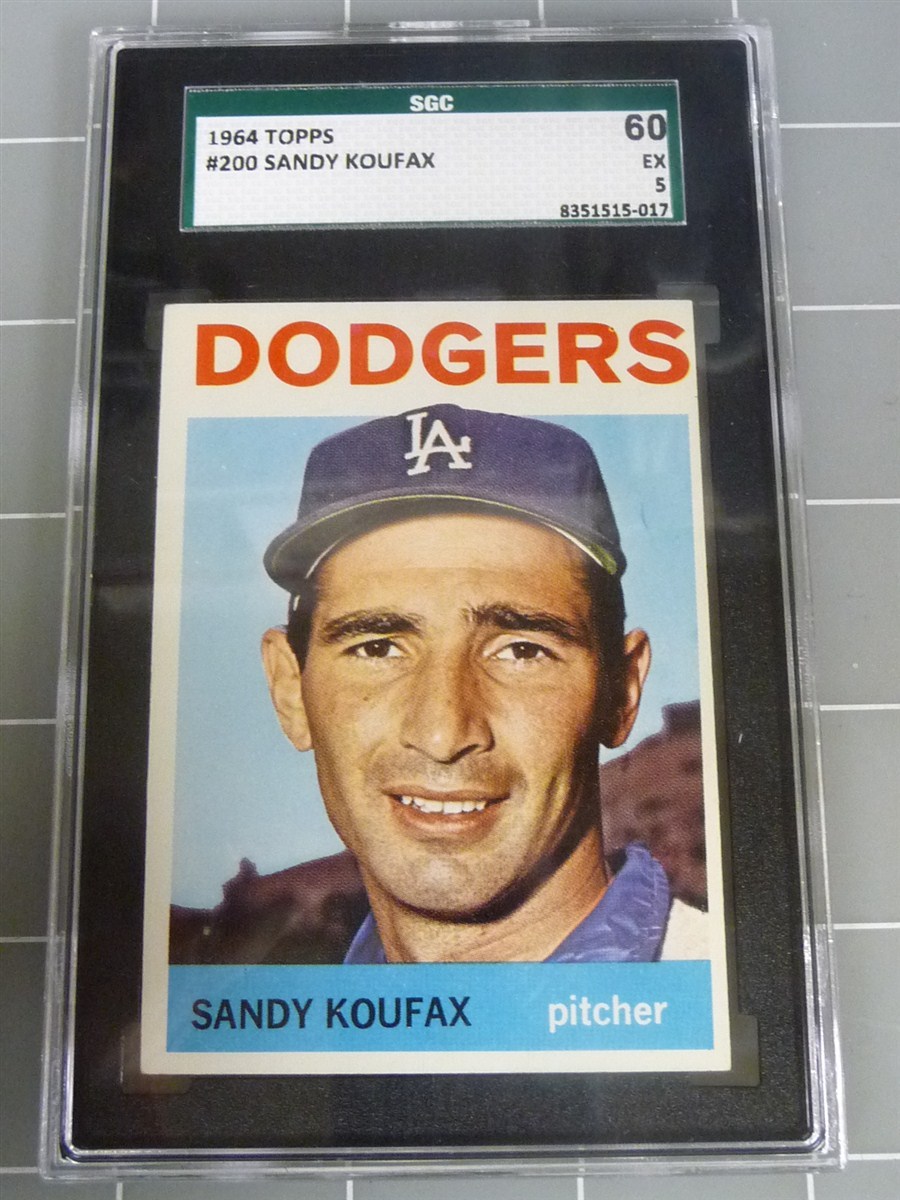 SGC
1964 TOPPS
#200 SANDY KOUFAX
60
EX
5
8351515-017
DODGERS
LA
SANDY KOUFAX pitcher